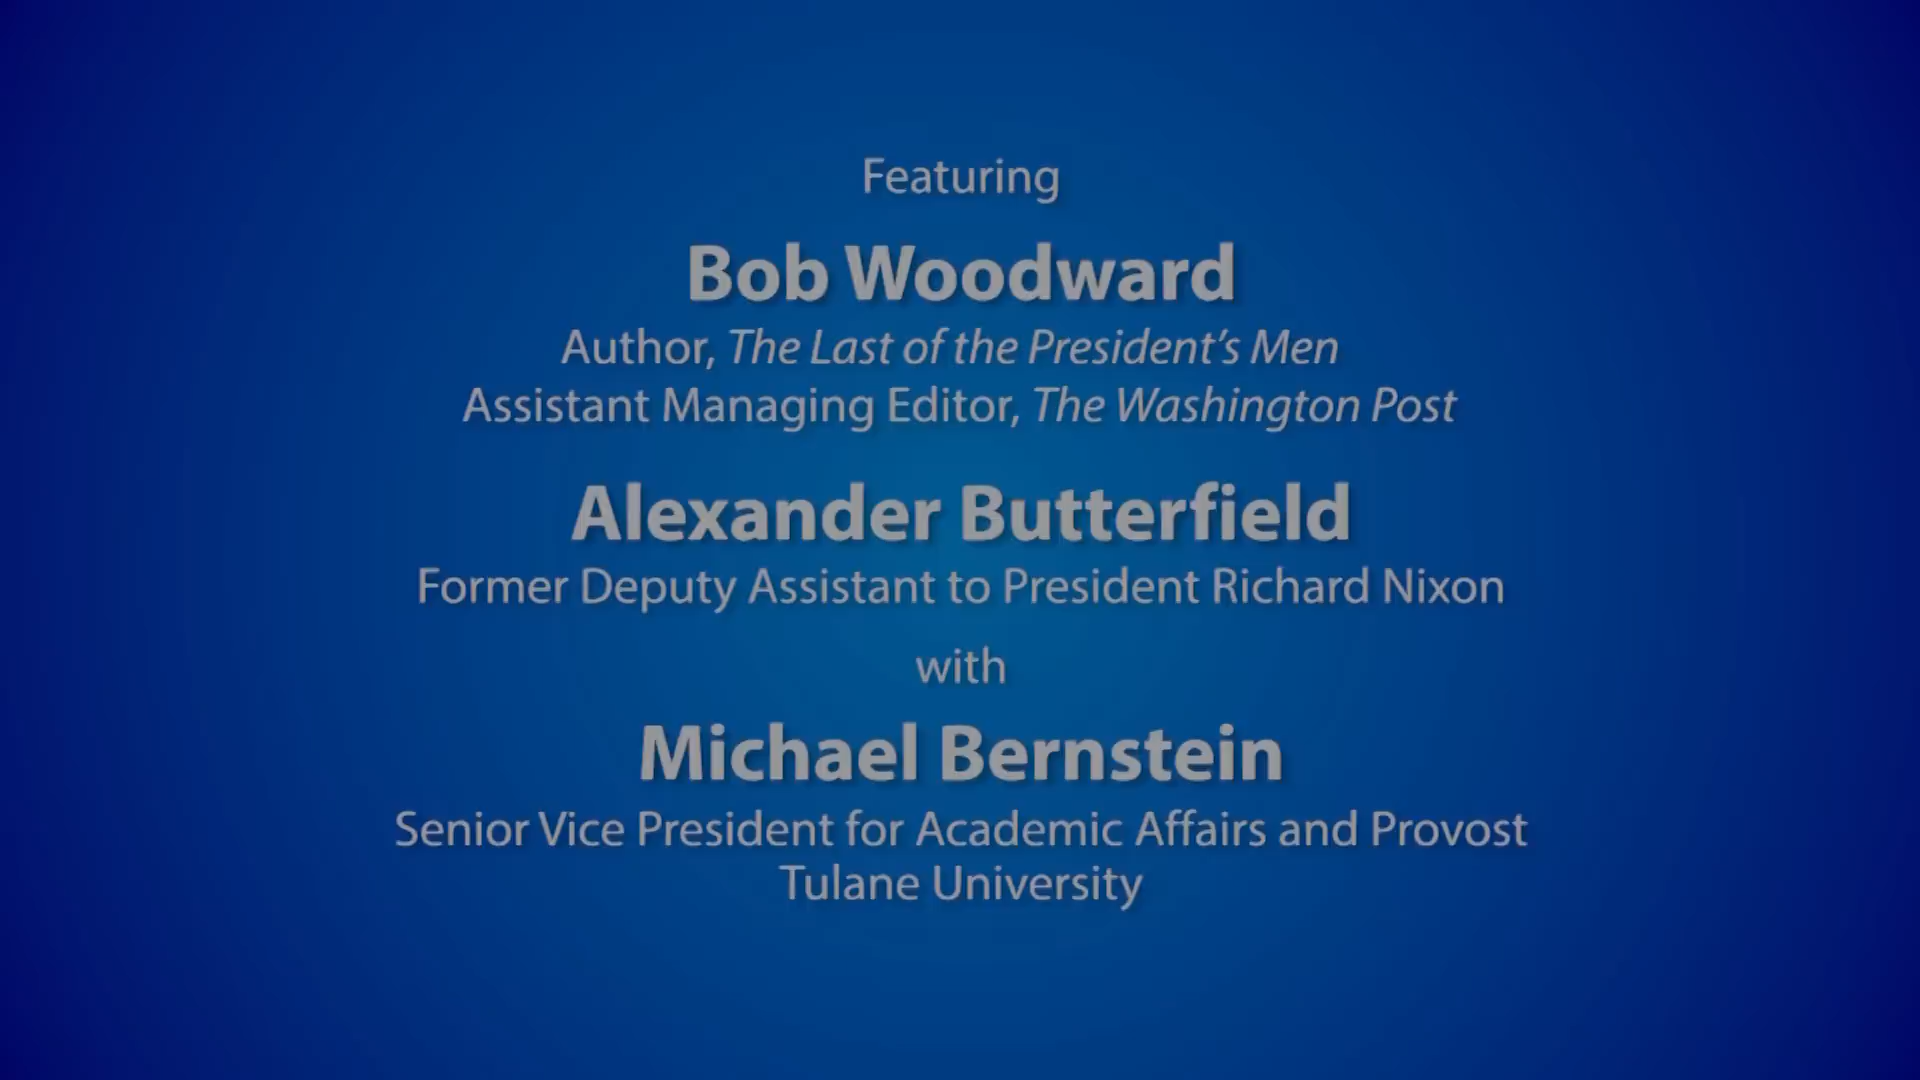 Featuring
Bob Woodward
Author, The Last of the President’s Men
Assistant Managing Editor, The Washington Post
Alexander Butterfield
Former Deputy Assistant to President Richard Nixon
with
Michael Bernstein
Senior Vice President for Academic Affairs and Provost
Tulane University